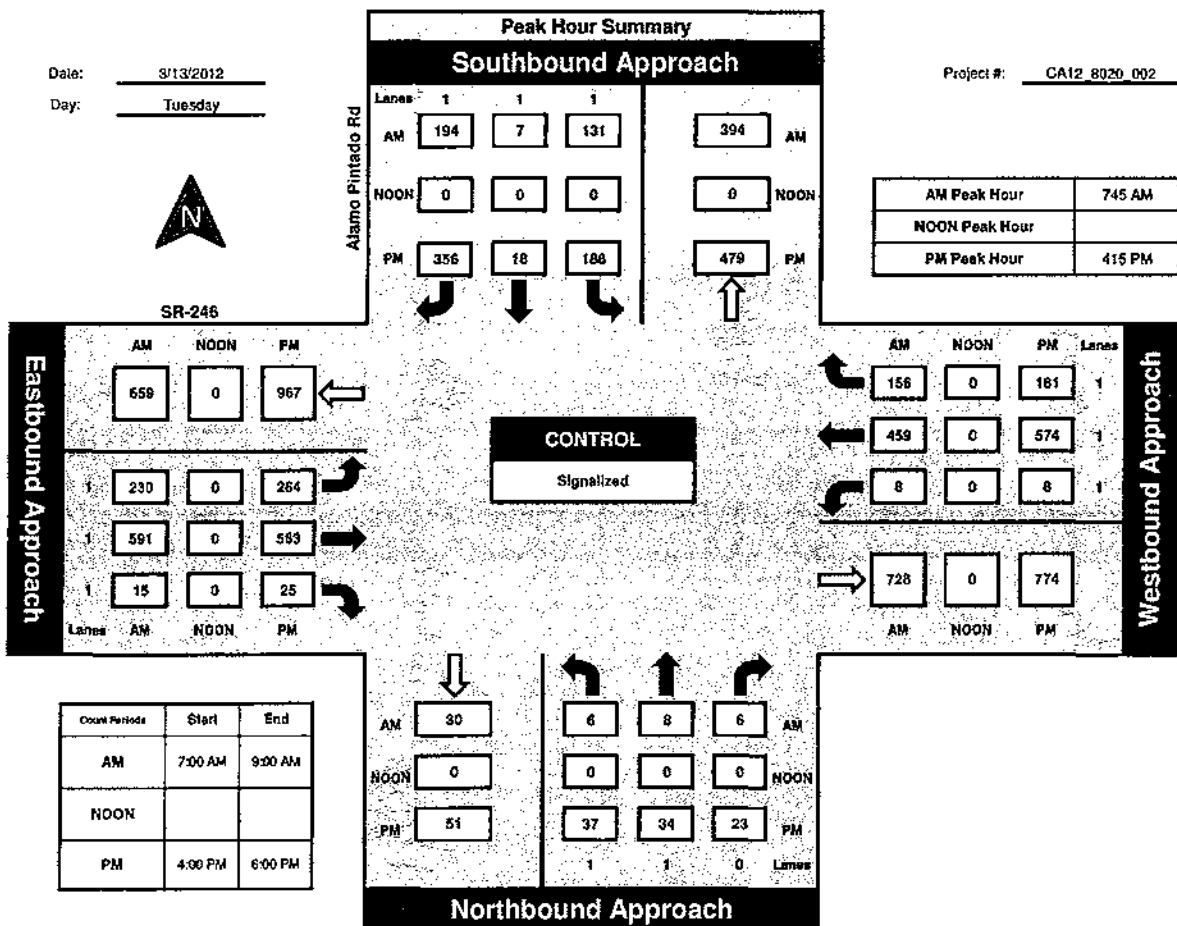 Peak Hour Summary
Southbound Approach
Date: 3/13/2012
Day: Tuesday
Project #: CA12_8020_002
N
Alamo Pintado Rd
Lanes 1 1 1
AM 194 7 131 394 AM
NOON 0 0 0 0 NOON
PM 356 18 188 479 PM
AM Peak Hour 745 AM
NOON Peak Hour
PM Peak Hour 415 PM
SR-246
Eastbound Approach
AM NOON PM
659 0 967
1 230 0 264
1 591 0 563
1 15 0 25
Lanes AM NOON PM
CONTROL
Signalized
AM NOON PM Lanes
156 0 181 1
459 0 574 1
8 0 8 1
728 0 774
AM NOON PM
Westbound Approach
Count Periods Start End
AM 7:00 AM 9:00 AM
NOON
PM 4:00 PM 6:00 PM
AM 30 6 8 6 AM
NOON 0 0 0 0 NOON
PM 51 37 34 23 PM
1 1 0 Lanes
Northbound Approach